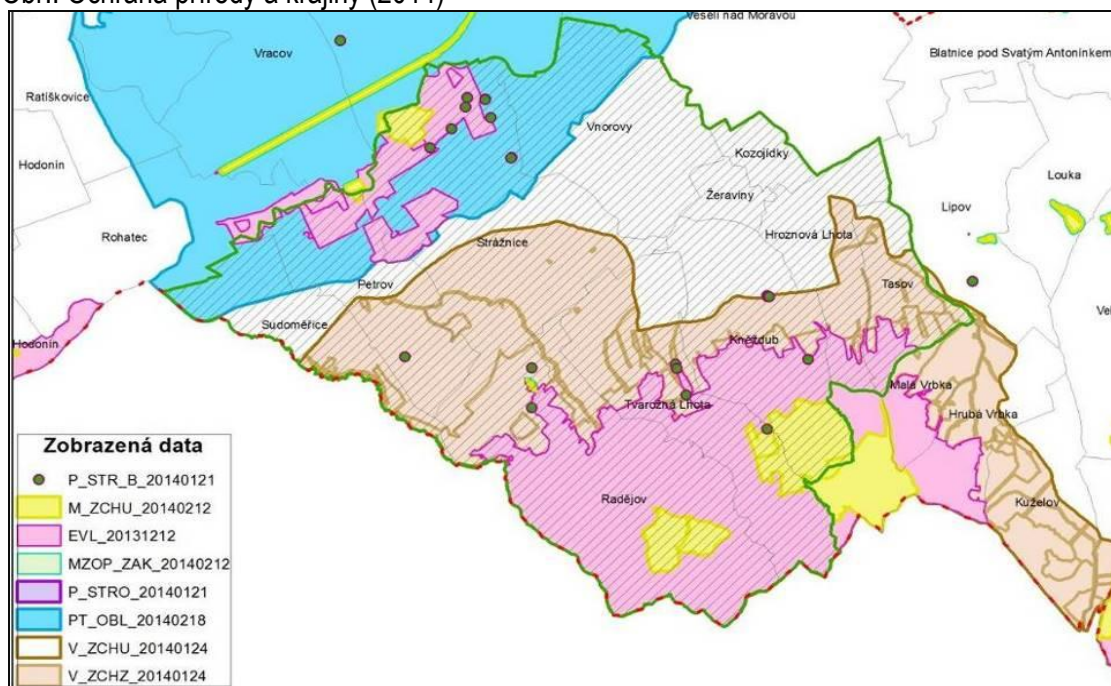 Obr.: Ochrana přírody a krajiny (2014)
Veselí nad Moravou
Vracov
Blatnice pod Svatým Antonínkem
Ratíškovice
Vnorovy
Hodonín
Kozojídky
Louka
Žeraviny
Lipov
Rohatec
Strážnice
Hroznová Lhota
Petrov
Tasov
Sudoměřice
Hodonín
Kněždub
Malá Vrbka
Tvarožná Lhota
Hrubá Vrbka
Zobrazená data
P_STR_B_20140121
M_ZCHU_20140212
Radějov
Kuželov
EVL_20131212
MZOP_ZAK_20140212
P_STRO_20140121
PT_OBL_20140218
V_ZCHU_20140124
V_ZCHZ_20140124